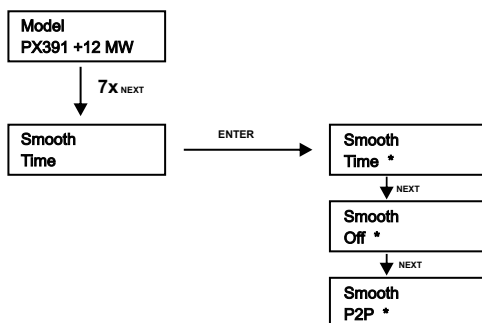 Model
PX391 +12 MW
7x NEXT
Smooth
Time
ENTER
Smooth
Time *
NEXT
Smooth
Off *
NEXT
Smooth
P2P *